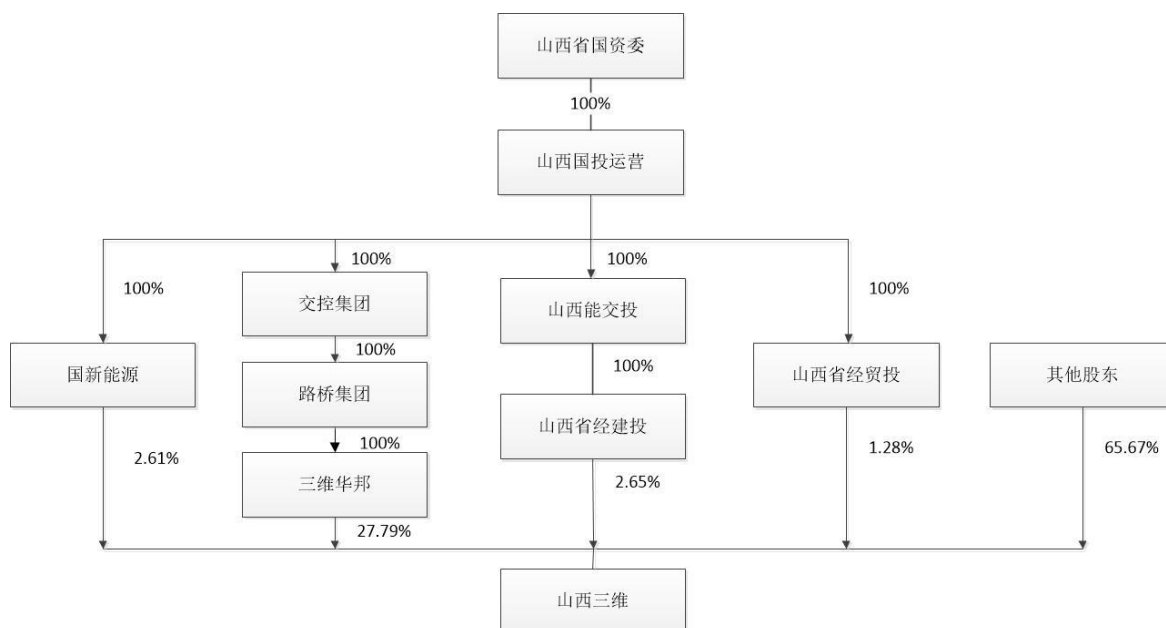 山西省国资委
100%
山西国投运营
100%
100%
100%
100%
交控集团
山西能交投
国新能源
100%
路桥集团
100%
山西省经贸投
其他股东
山西省经建投
2.61%
100%
三维华邦
2.65%
1.28%
65.67%
27.79%
山西三维